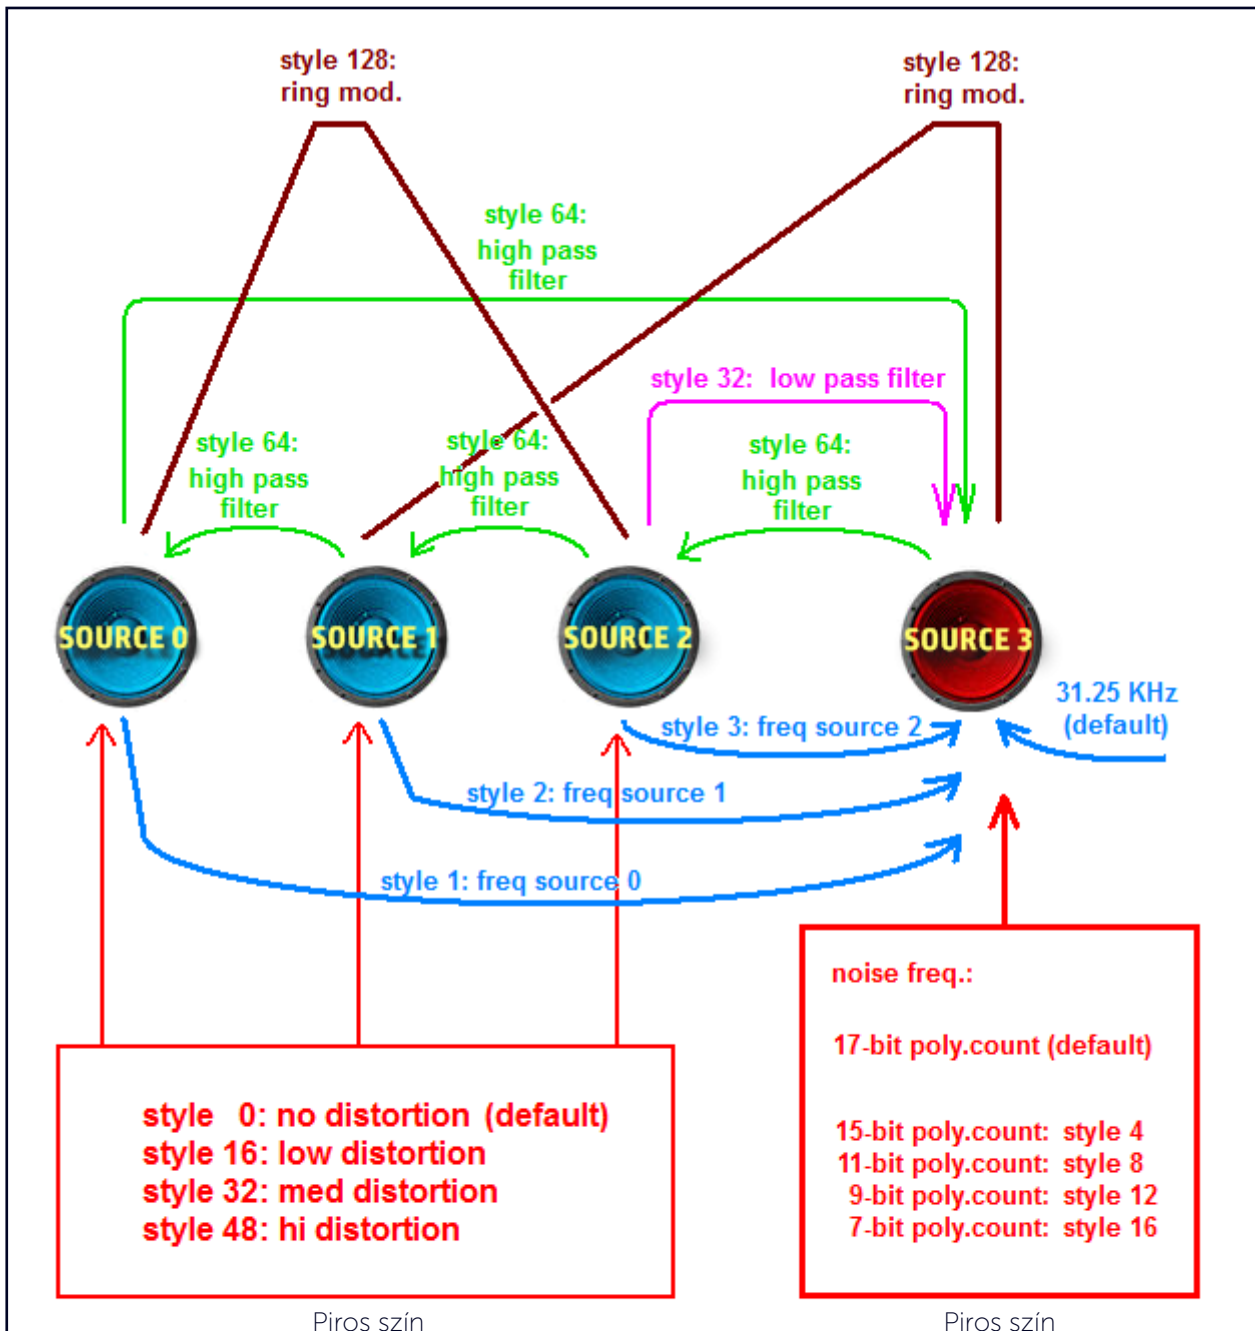 style 128:
ring mod.
style 128:
ring mod.
style 64:
high pass
filter
style 32: low pass filter
style 64:
high pass
filter
style 64:
high pass
filter
style 64:
high pass
filter
SOURCE 0
SOURCE 1
SOURCE 2
SOURCE 3
31.25 KHz
(default)
style 3: freq source 2
style 2: freq source 1
style 1: freq source 0
noise freq.:
17-bit poly.count (default)
15-bit poly.count: style 4
11-bit poly.count: style 8
9-bit poly.count: style 12
7-bit poly.count: style 16
style 0: no distortion (default)
style 16: low distortion
style 32: med distortion
style 48: hi distortion
Piros szín
Piros szín